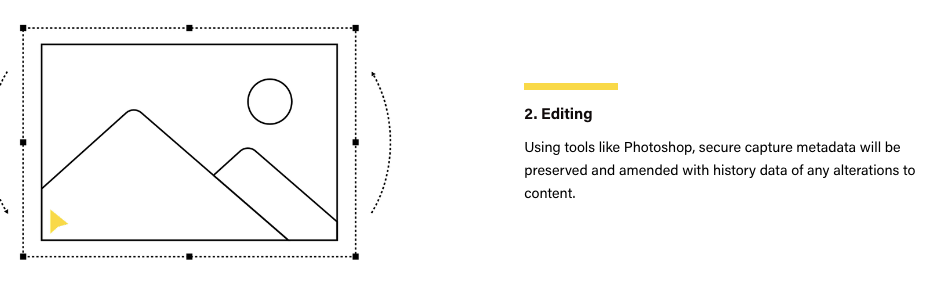 2. Editing
Using tools like Photoshop, secure capture metadata will be
preserved and amended with history data of any alterations to
content.